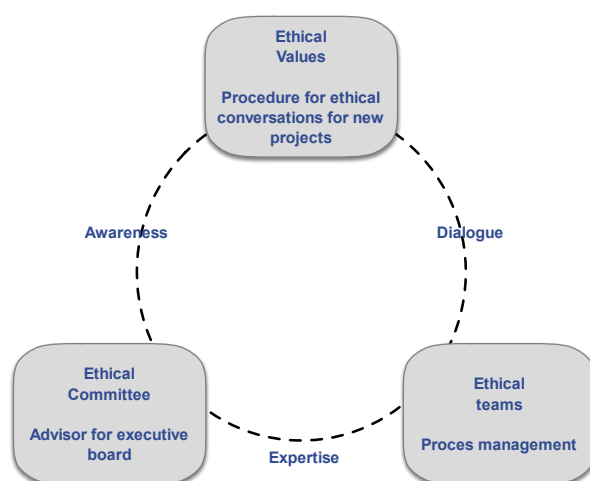 Ethical
Values
Procedure for ethical
conversations for new
projects
Awareness
Dialogue
Ethical
Committee
Advisor for executive
board
Ethical
teams
Proces management
Expertise